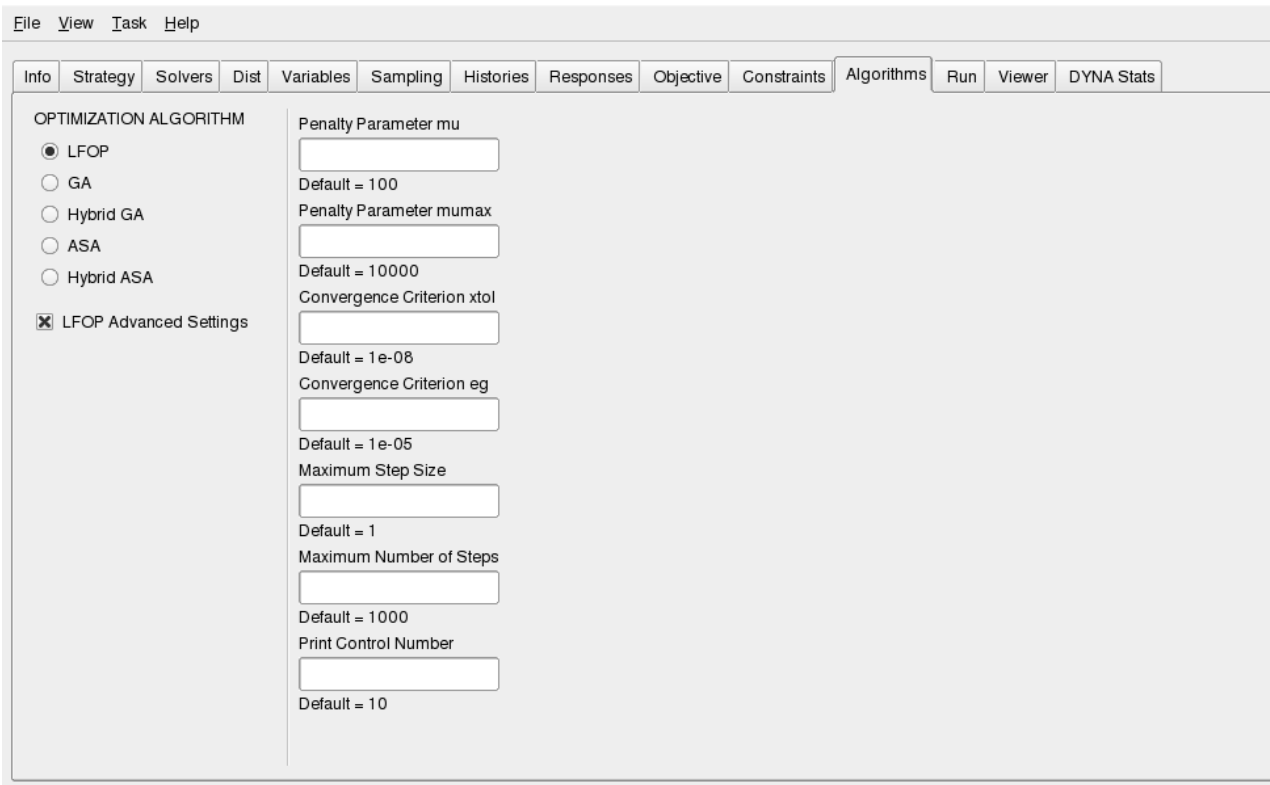 File View Task Help
Info Strategy Solvers Dist Variables Sampling Histories Responses Objective Constraints Algorithms Run Viewer DYNA Stats
OPTIMIZATION ALGORITHM
LFOP
GA
Hybrid GA
ASA
Hybrid ASA
LFOP Advanced Settings
Penalty Parameter mu
Default = 100
Penalty Parameter mumax
Default = 10000
Convergence Criterion xtol
Default = 1e-08
Convergence Criterion eg
Default = 1e-05
Maximum Step Size
Default = 1
Maximum Number of Steps
Default = 1000
Print Control Number
Default = 10